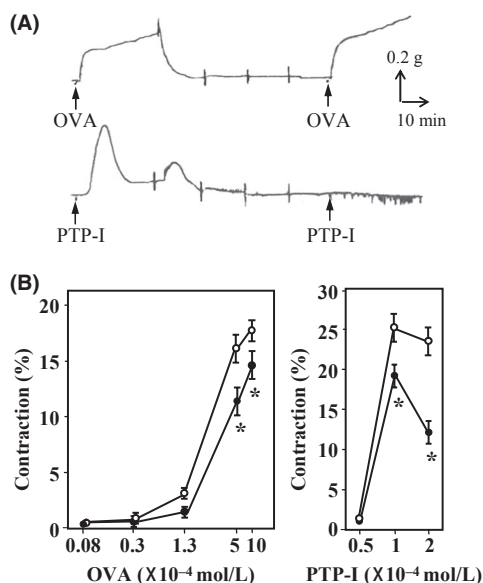 (A)
0.2 g
10 min
OVA OVA
PTP-I PTP-I
(B)
20
15
10
5
0
Contraction (%)
0.08 0.3 1.3 5 10
OVA (X10⁻⁴ mol/L)
*
*
30
25
20
15
10
5
0
Contraction (%)
0.5 1 2
PTP-I (X10⁻⁴ mol/L)
*
*